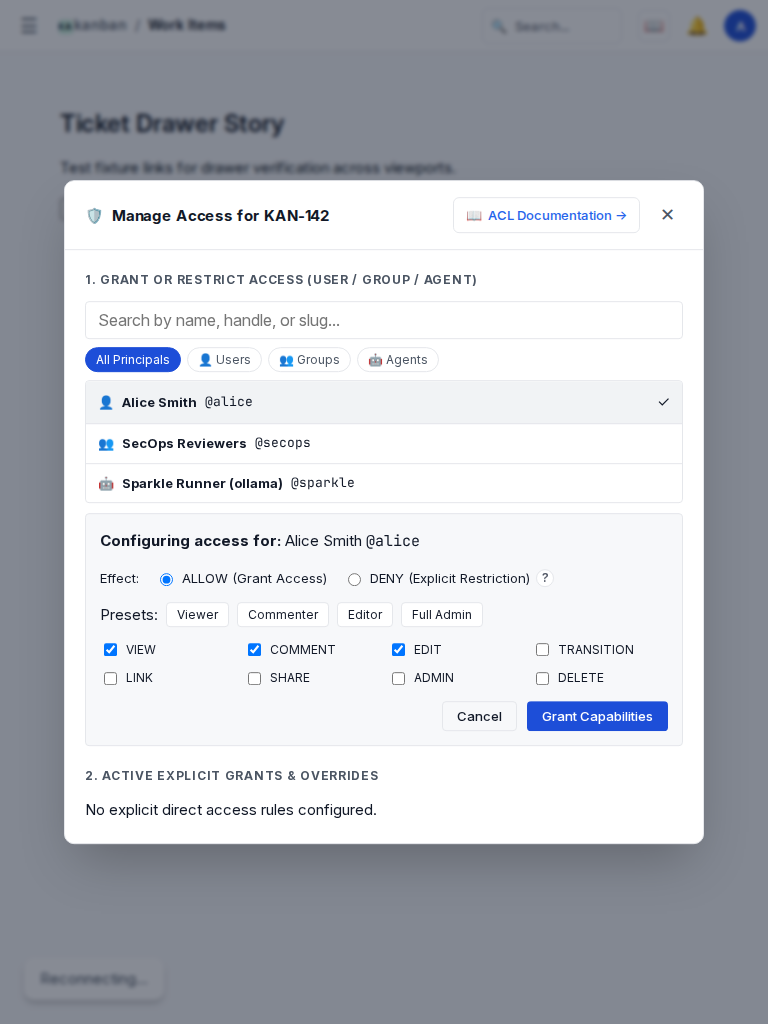 kanban / Work Items
Search...
A
Ticket Drawer Story
Test fixture links for drawer verification across viewports.
Manage Access for KAN-142
ACL Documentation →
✕
1. GRANT OR RESTRICT ACCESS (USER / GROUP / AGENT)
Search by name, handle, or slug...
All Principals Users Groups Agents
Alice Smith @alice ✓
SecOps Reviewers @secops
Sparkle Runner (ollama) @sparkle
Configuring access for: Alice Smith @alice
Effect: ALLOW (Grant Access) DENY (Explicit Restriction) ?
Presets: Viewer Commenter Editor Full Admin
VIEW COMMENT EDIT TRANSITION
LINK SHARE ADMIN DELETE
Cancel Grant Capabilities
2. ACTIVE EXPLICIT GRANTS & OVERRIDES
No explicit direct access rules configured.
Reconnecting...